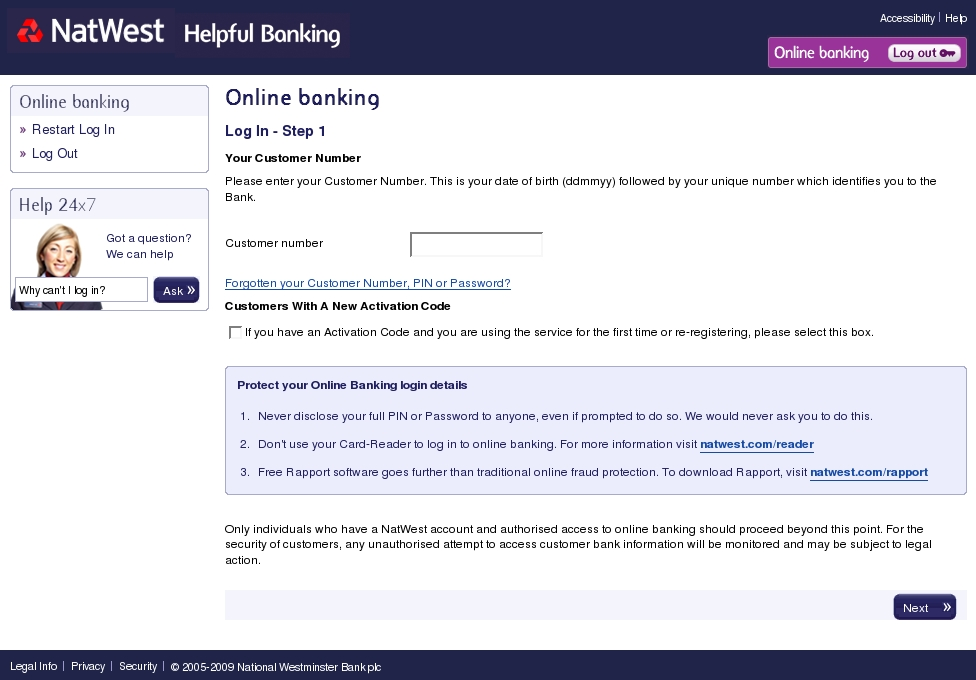 NatWest Helpful Banking
Accessibility | Help
Online banking Log out
Online banking
» Restart Log In
» Log Out
Help 24x7
Got a question?
We can help
Why can't I log in?
Ask »
Online banking
Log In - Step 1
Your Customer Number
Please enter your Customer Number. This is your date of birth (ddmmyy) followed by your unique number which identifies you to the
Bank.
Customer number
Forgotten your Customer Number, PIN or Password?
Customers With A New Activation Code
If you have an Activation Code and you are using the service for the first time or re-registering, please select this box.
Protect your Online Banking login details
1. Never disclose your full PIN or Password to anyone, even if prompted to do so. We would never ask you to do this.
2. Don't use your Card-Reader to log in to online banking. For more information visit natwest.com/reader
3. Free Rapport software goes further than traditional online fraud protection. To download Rapport, visit natwest.com/rapport
Only individuals who have a NatWest account and authorised access to online banking should proceed beyond this point. For the
security of customers, any unauthorised attempt to access customer bank information will be monitored and may be subject to legal
action.
Next »
Legal Info | Privacy | Security | © 2005-2009 National Westminster Bank plc